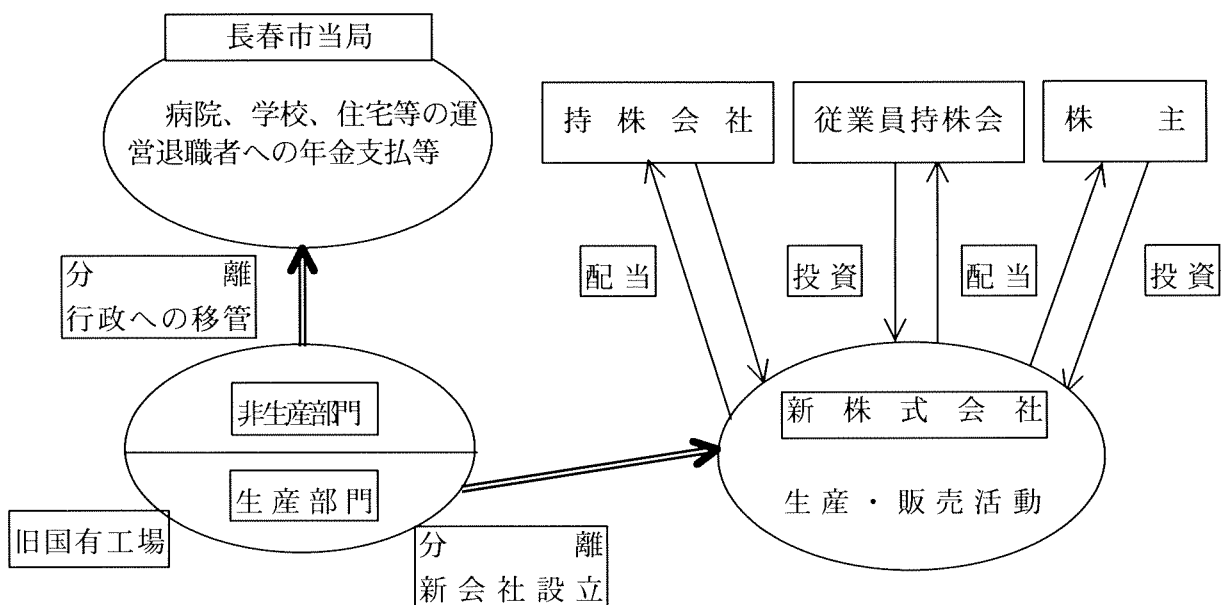 長春市当局
病院、学校、住宅等の運
営退職者への年金支払等
持株会社
従業員持株会
株主
分離
行政への移管
配当
投資
配当
投資
非生産部門
新株式会社
生産部門
生産・販売活動
旧国有工場
分離
新会社設立